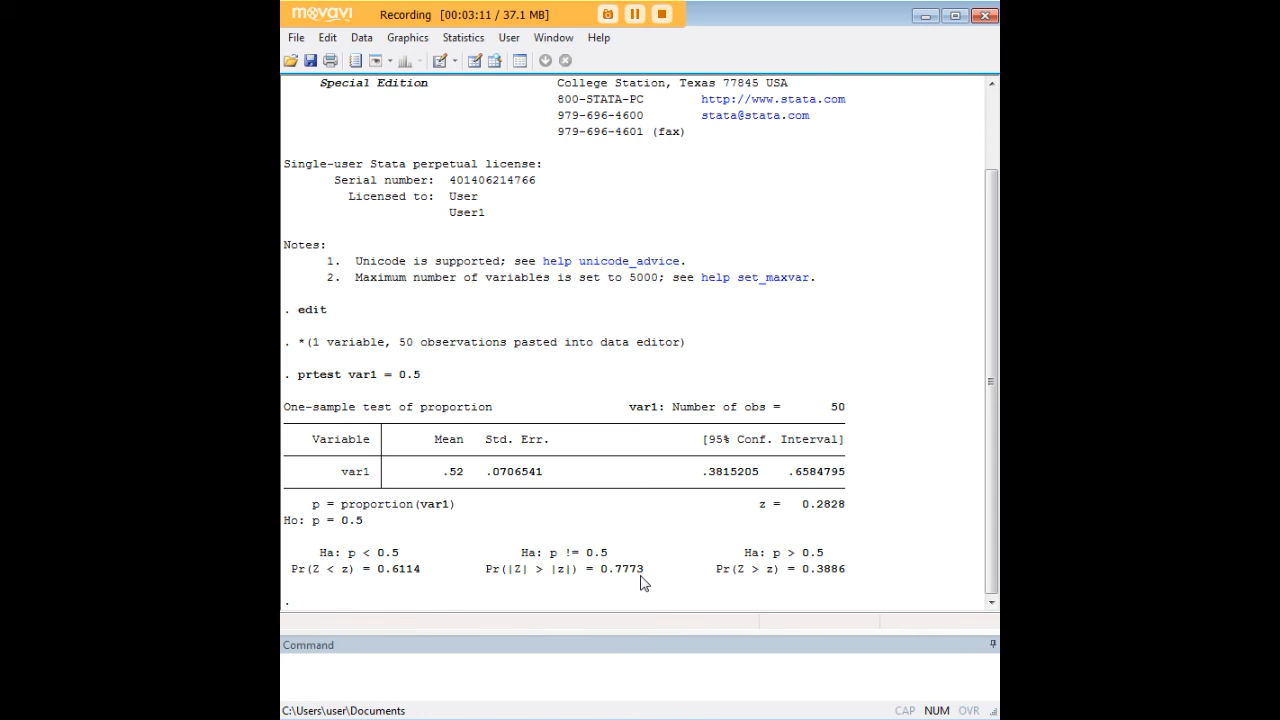 movavi Recording [00:03:11 / 37.1 MB]
File Edit Data Graphics Statistics User Window Help
Special Edition College Station, Texas 77845 USA
800-STATA-PC http://www.stata.com
979-696-4600 stata@stata.com
979-696-4601 (fax)
Single-user Stata perpetual license:
Serial number: 401406214766
Licensed to: User
User1
Notes:
1. Unicode is supported; see help unicode_advice.
2. Maximum number of variables is set to 5000; see help set_maxvar.
. edit
. *(1 variable, 50 observations pasted into data editor)
. prtest var1 = 0.5
One-sample test of proportion var1: Number of obs = 50
Variable Mean Std. Err. [95% Conf. Interval]
var1 .52 .0706541 .3815205 .6584795
p = proportion(var1) z = 0.2828
Ho: p = 0.5
Ha: p < 0.5 Ha: p != 0.5 Ha: p > 0.5
Pr(Z < z) = 0.6114 Pr(|Z| > |z|) = 0.7773 Pr(Z > z) = 0.3886
.
Command
C:\Users\user\Documents CAP NUM OVR